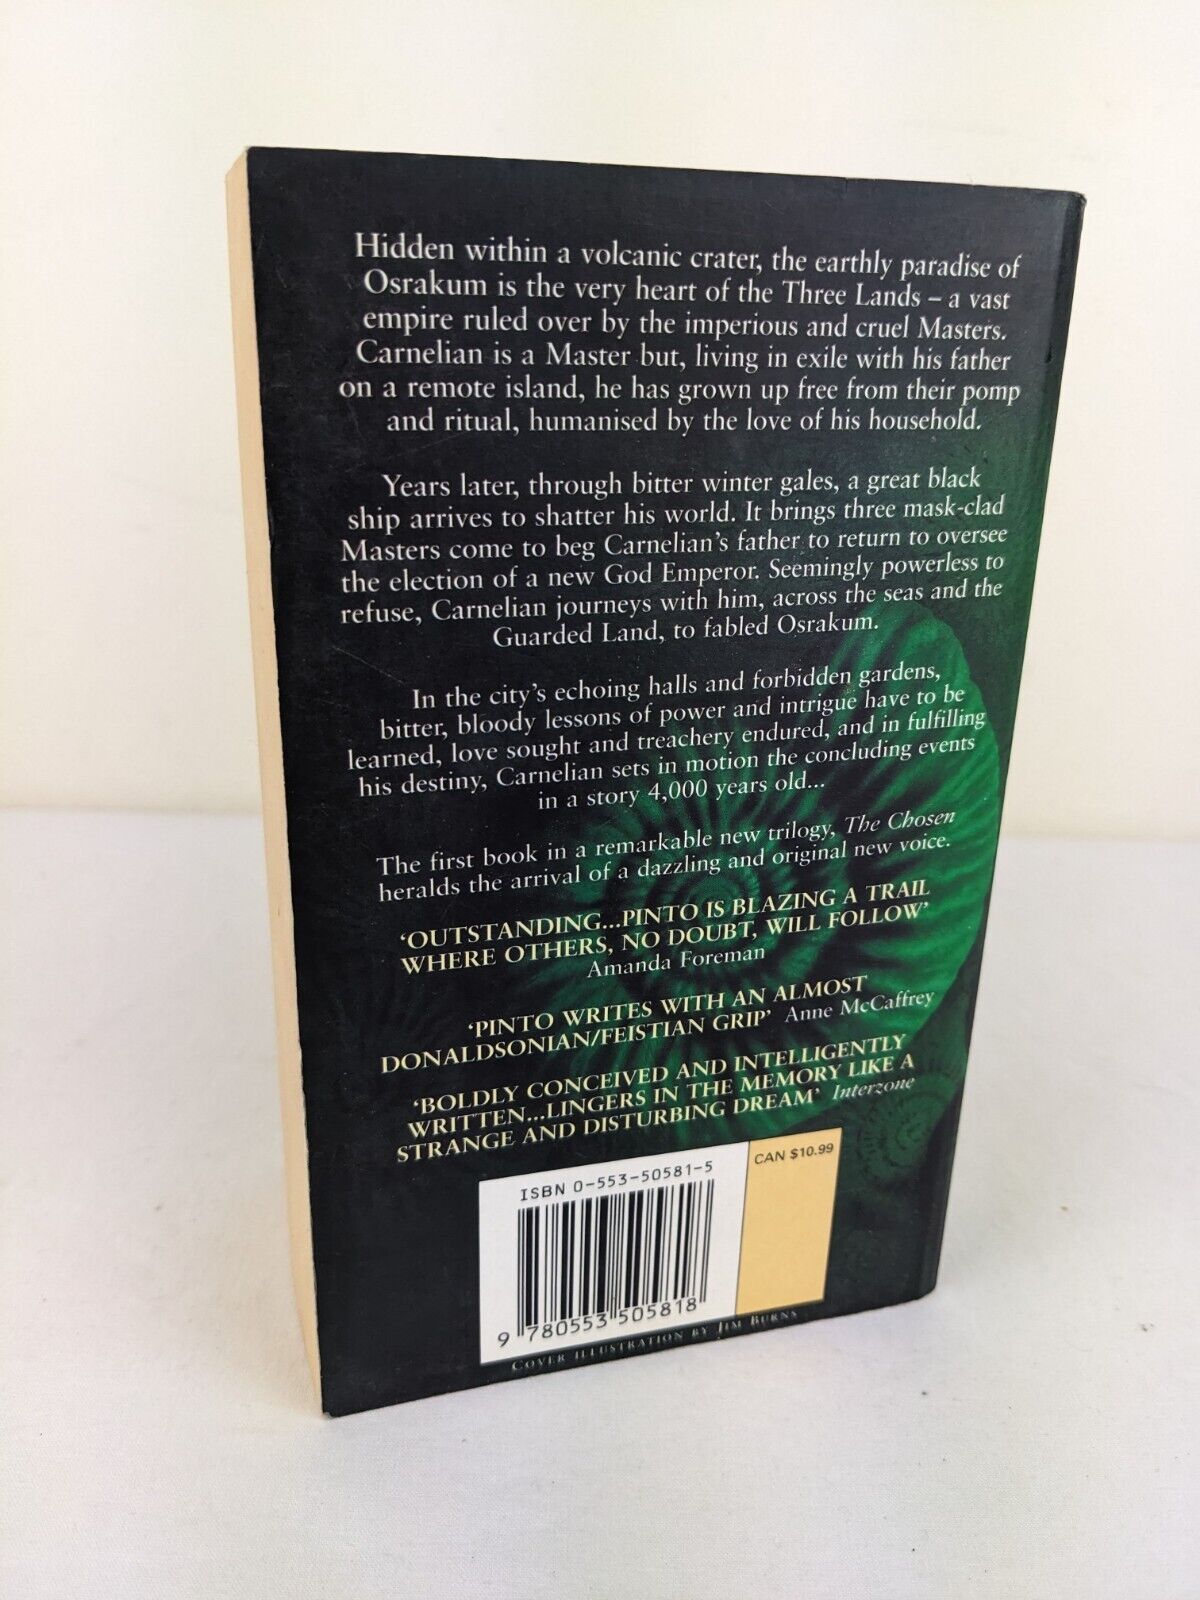 Hidden within a volcanic crater, the earthly paradise of
Osrakum is the very heart of the Three Lands – a vast
empire ruled over by the imperious and cruel Masters.
Carnelian is a Master but, living in exile with his father
on a remote island, he has grown up free from their pomp
and ritual, humanised by the love of his household.
Years later, through bitter winter gales, a great black
ship arrives to shatter his world. It brings three mask-clad
Masters come to beg Carnelian's father to return to oversee
the election of a new God Emperor. Seemingly powerless to
refuse, Carnelian journeys with him, across the seas and the
Guarded Land, to fabled Osrakum.
In the city's echoing halls and forbidden gardens,
bitter, bloody lessons of power and intrigue have to be
learned, love sought and treachery endured, and in fulfilling
his destiny, Carnelian sets in motion the concluding events
in a story 4,000 years old...
The first book in a remarkable new trilogy, The Chosen
heralds the arrival of a dazzling and original new voice.
'OUTSTANDING...PINTO IS BLAZING A TRAIL
WHERE OTHERS, NO DOUBT, WILL FOLLOW'
Amanda Foreman
'PINTO WRITES WITH AN ALMOST
DONALDSONIAN/FEISTIAN GRIP' Anne McCaffrey
'BOLDLY CONCEIVED AND INTELLIGENTLY
WRITTEN...LINGERS IN THE MEMORY LIKE A
STRANGE AND DISTURBING DREAM' Interzone
CAN $10.99
ISBN 0-553-50581-5
9 780553 505818
COVER ILLUSTRATION BY JIM BURNS